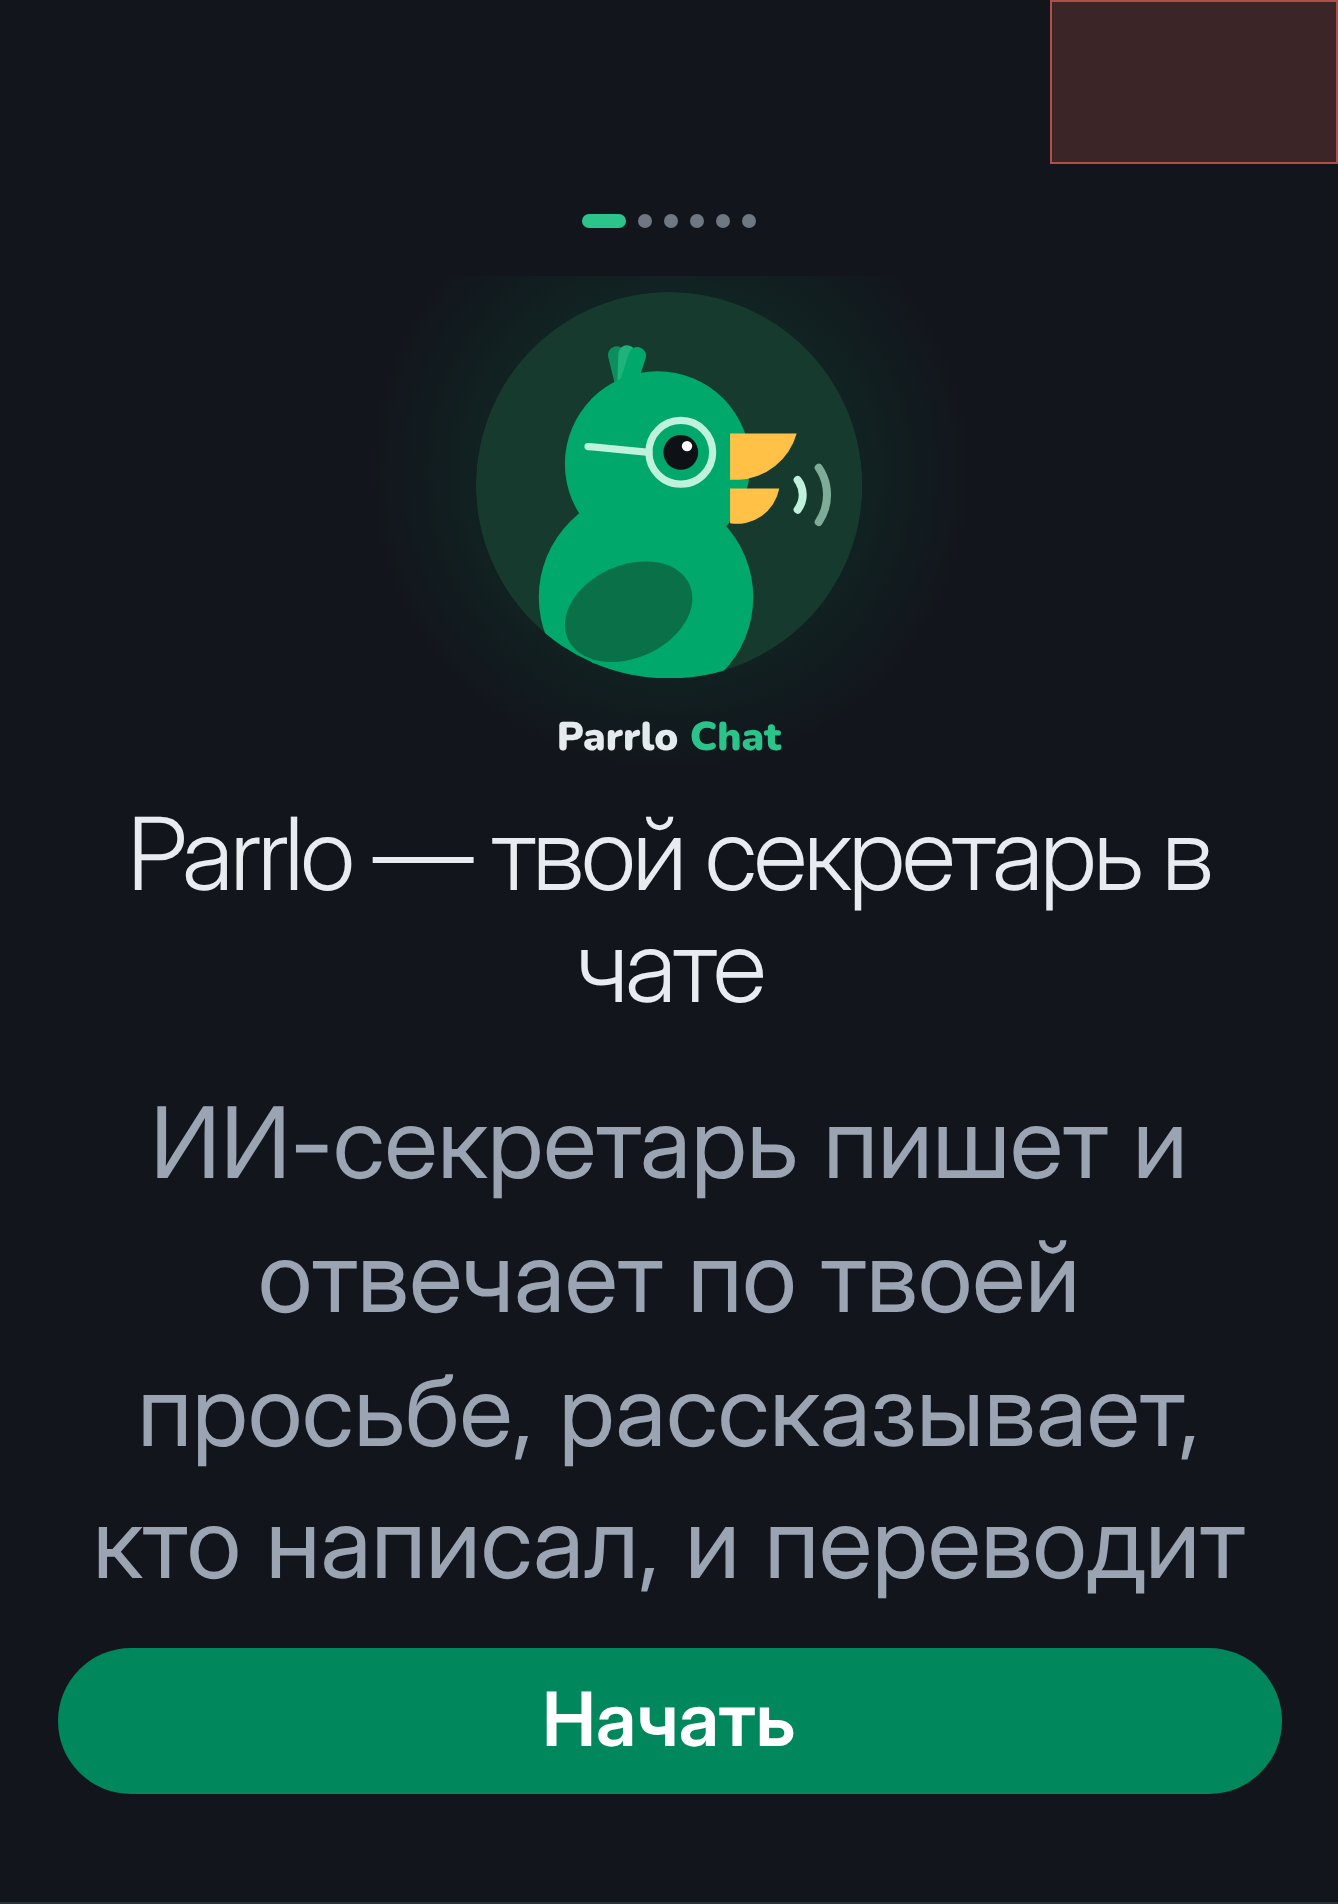 Parrlo Chat
Parrlo — твой секретарь в
чате
ИИ-секретарь пишет и
отвечает по твоей
просьбе, рассказывает,
кто написал, и переводит
Начать